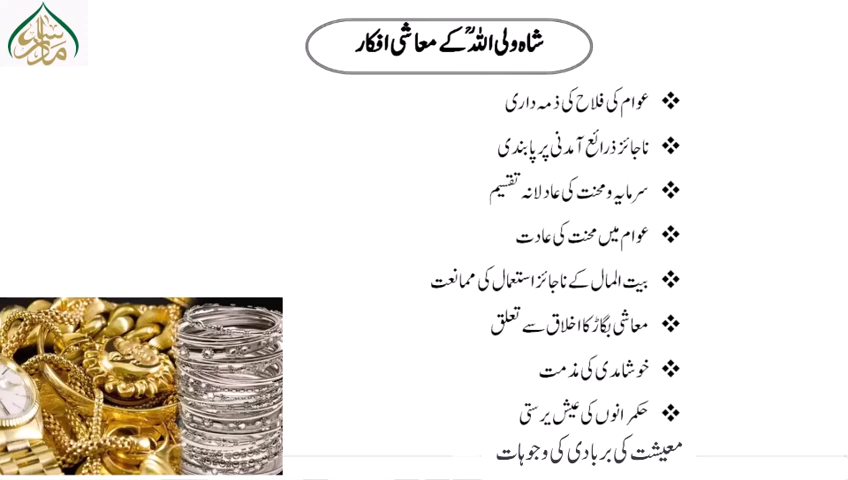 شاہ ولی اللہؒ کے معاشی افکار
❖ عوام کی فلاح کی ذمہ داری
❖ ناجائز ذرائع آمدنی پر پابندی
❖ سرمایہ و محنت کی عادلانہ تقسیم
❖ عوام میں محنت کی عادت
❖ بیت المال کے ناجائز استعمال کی ممانعت
❖ معاشی بگاڑ کا اخلاق سے تعلق
❖ خوشامدی کی مذمت
❖ حکمرانوں کی عیش پرستی
معیشت کی بربادی کی وجوہات